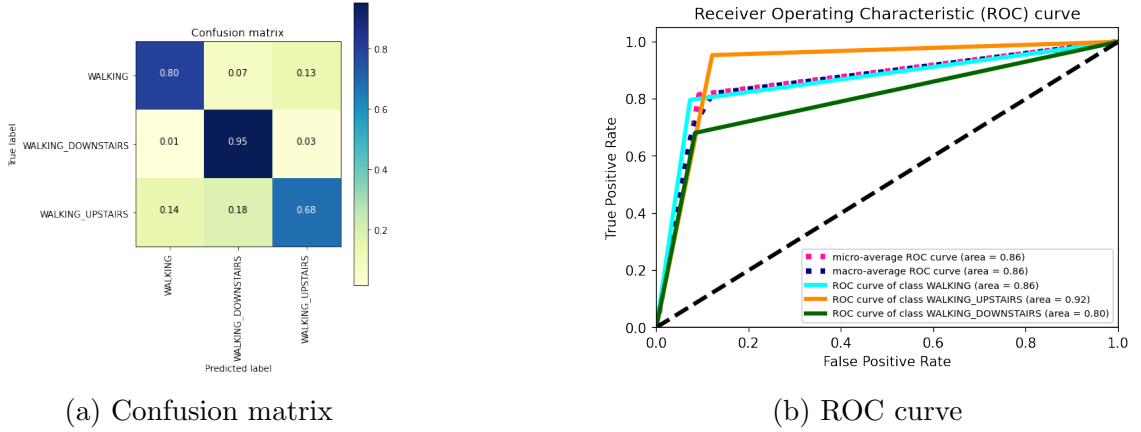 Confusion matrix
True label
WALKING
WALKING_DOWNSTAIRS
WALKING_UPSTAIRS
0.80 0.07 0.13
0.01 0.95 0.03
0.14 0.18 0.68
WALKING
WALKING_DOWNSTAIRS
WALKING_UPSTAIRS
Predicted label
0.8
0.6
0.4
0.2
(a) Confusion matrix
Receiver Operating Characteristic (ROC) curve
True Positive Rate
1.0
0.8
0.6
0.4
0.2
0.0
0.0 0.2 0.4 0.6 0.8 1.0
False Positive Rate
micro-average ROC curve (area = 0.86)
macro-average ROC curve (area = 0.86)
ROC curve of class WALKING (area = 0.86)
ROC curve of class WALKING_UPSTAIRS (area = 0.92)
ROC curve of class WALKING_DOWNSTAIRS (area = 0.80)
(b) ROC curve